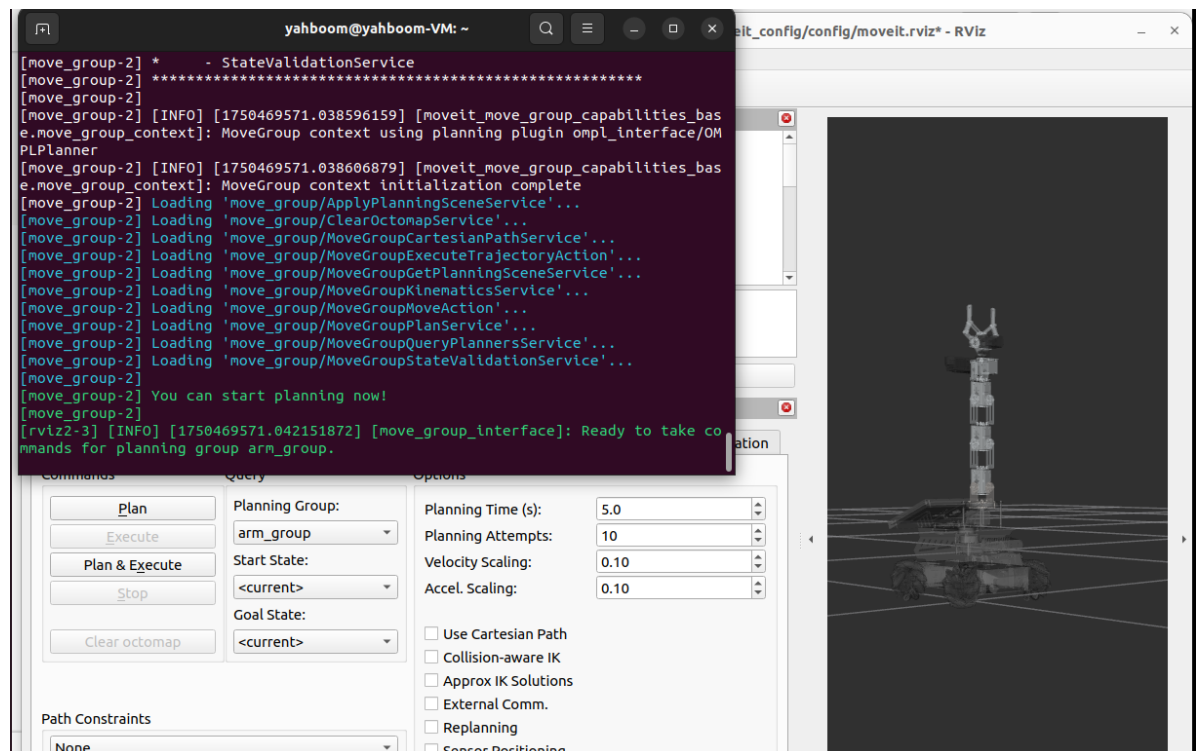 yahboom@yahboom-VM: ~
eit_config/config/moveit.rviz* - RViz
[move_group-2] *     - StateValidationService
[move_group-2] ********************************************************
[move_group-2]
[move_group-2] [INFO] [1750469571.038596159] [moveit_move_group_capabilities_bas
e.move_group_context]: MoveGroup context using planning plugin ompl_interface/OM
PLPlanner
[move_group-2] [INFO] [1750469571.038606879] [moveit_move_group_capabilities_bas
e.move_group_context]: MoveGroup context initialization complete
[move_group-2] Loading 'move_group/ApplyPlanningSceneService'...
[move_group-2] Loading 'move_group/ClearOctomapService'...
[move_group-2] Loading 'move_group/MoveGroupCartesianPathService'...
[move_group-2] Loading 'move_group/MoveGroupExecuteTrajectoryAction'...
[move_group-2] Loading 'move_group/MoveGroupGetPlanningSceneService'...
[move_group-2] Loading 'move_group/MoveGroupKinematicsService'...
[move_group-2] Loading 'move_group/MoveGroupMoveAction'...
[move_group-2] Loading 'move_group/MoveGroupPlanService'...
[move_group-2] Loading 'move_group/MoveGroupQueryPlannersService'...
[move_group-2] Loading 'move_group/MoveGroupStateValidationService'...
[move_group-2]
[move_group-2] You can start planning now!
[move_group-2]
[rviz2-3] [INFO] [1750469571.042151872] [move_group_interface]: Ready to take co
mmands for planning group arm_group.
ation
Commands
Query
Options
Plan
Execute
Plan & Execute
Stop
Clear octomap
Planning Group:
arm_group
Start State:
<current>
Goal State:
<current>
Planning Time (s): 5.0
Planning Attempts: 10
Velocity Scaling: 0.10
Accel. Scaling: 0.10
Use Cartesian Path
Collision-aware IK
Approx IK Solutions
External Comm.
Replanning
Sensor Positioning
Path Constraints
None